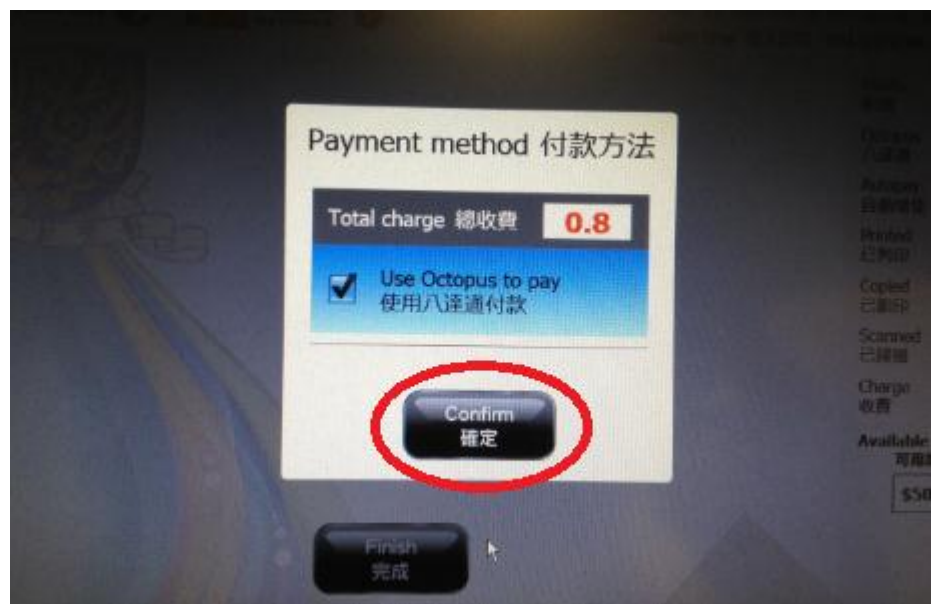 Payment method 付款方法
Total charge 總收費 0.8
Use Octopus to pay
使用八達通付款
Confirm
確定
Finish
完成
Octopus
八達通
Autopay
Printed
已列印
Copied
已影印
Scanned
已掃描
Charge
收費
Available
$50